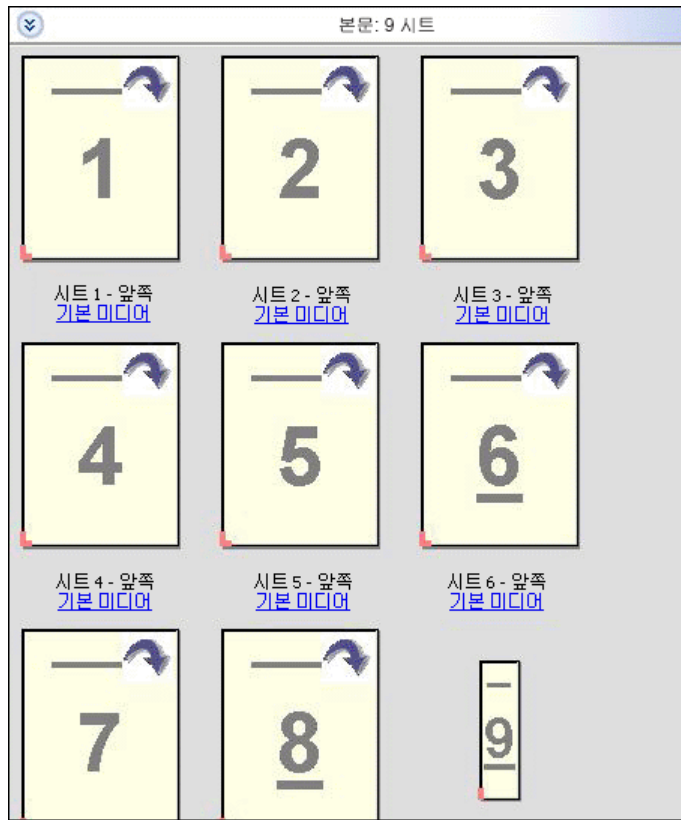 본문: 9 시트
1
2
3
시트 1 - 앞쪽
기본 미디어
시트 2 - 앞쪽
기본 미디어
시트 3 - 앞쪽
기본 미디어
4
5
6
시트 4 - 앞쪽
기본 미디어
시트 5 - 앞쪽
기본 미디어
시트 6 - 앞쪽
기본 미디어
7
8
9